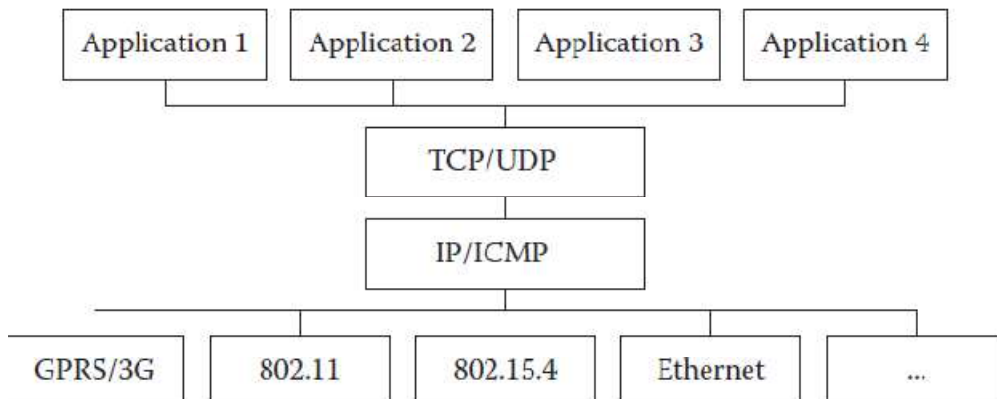 Application 1
Application 2
Application 3
Application 4
TCP/UDP
IP/ICMP
GPRS/3G
802.11
802.15.4
Ethernet
...